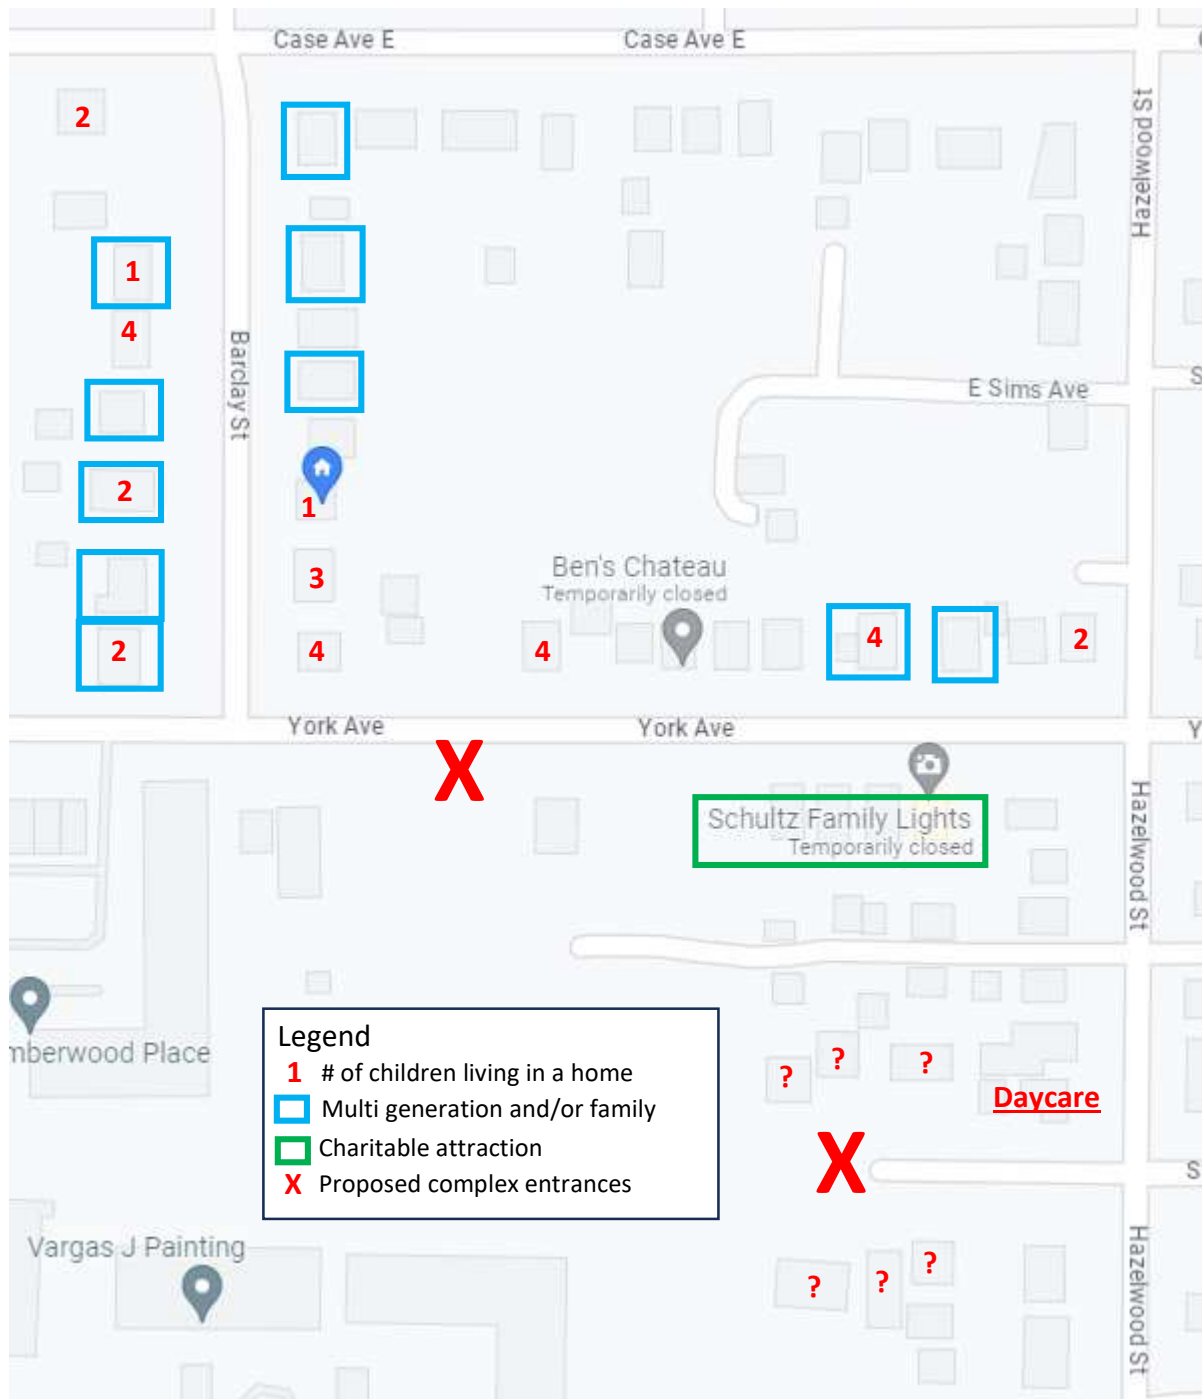 Case Ave E
Case Ave E
Hazelwood St
2
1
4
Barclay St
E Sims Ave
S
2
1
3
Ben's Chateau
Temporarily closed
2
4
4
4
2
York Ave
York Ave
Y
X
Schultz Family Lights
Temporarily closed
Hazelwood St
mberwood Place
?
?
?
Daycare
Legend
1 # of children living in a home
Multi generation and/or family
Charitable attraction
X Proposed complex entrances
X
S
Vargas J Painting
?
?
?
Hazelwood St